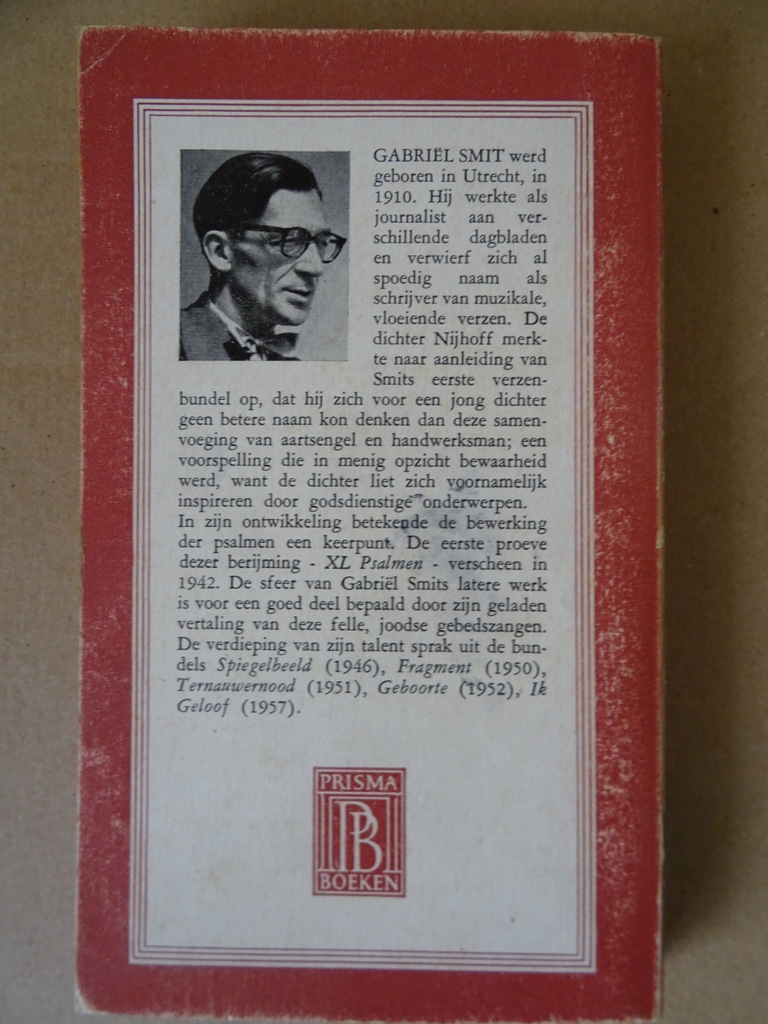 GABRIËL SMIT werd
geboren in Utrecht, in
1910. Hij werkte als
journalist aan ver-
schillende dagbladen
en verwierf zich al
spoedig naam als
schrijver van muzikale,
vloeiende verzen. De
dichter Nijhoff merk-
te naar aanleiding van
Smits eerste verzen-
bundel op, dat hij zich voor een jong dichter
geen betere naam kon denken dan deze samen-
voeging van aartsengel en handwerksman; een
voorspelling die in menig opzicht bewaarheid
werd, want de dichter liet zich voornamelijk
inspireren door godsdienstige onderwerpen.
In zijn ontwikkeling betekende de bewerking
der psalmen een keerpunt. De eerste proeve
dezer berijming - XL Psalmen - verscheen in
1942. De sfeer van Gabriël Smits latere werk
is voor een goed deel bepaald door zijn geladen
vertaling van deze felle, joodse gebedszangen.
De verdieping van zijn talent sprak uit de bun-
dels Spiegelbeeld (1946), Fragment (1950),
Ternauwernood (1951), Geboorte (1952), Ik
Geloof (1957).
PRISMA
PB
BOEKEN